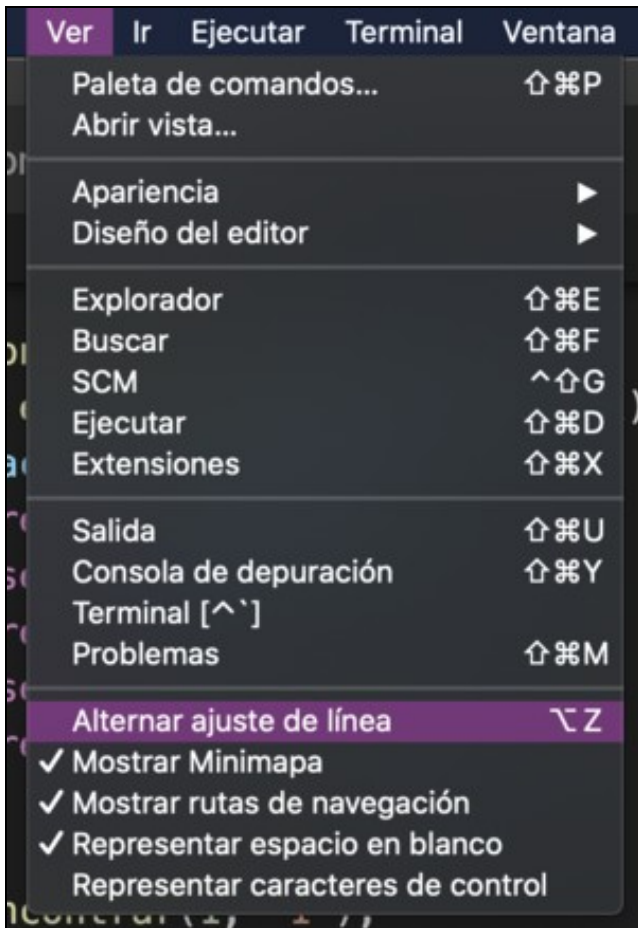 Ver Ir Ejecutar Terminal Ventana
Paleta de comandos... ⇧⌘P
Abrir vista...
Apariencia ▶
Diseño del editor ▶
Explorador ⇧⌘E
Buscar ⇧⌘F
SCM ^⇧G
Ejecutar ⇧⌘D
Extensiones ⇧⌘X
Salida ⇧⌘U
Consola de depuración ⇧⌘Y
Terminal [^`]
Problemas ⇧⌘M
Alternar ajuste de línea ⌥Z
✓ Mostrar Minimapa
✓ Mostrar rutas de navegación
✓ Representar espacio en blanco
Representar caracteres de control